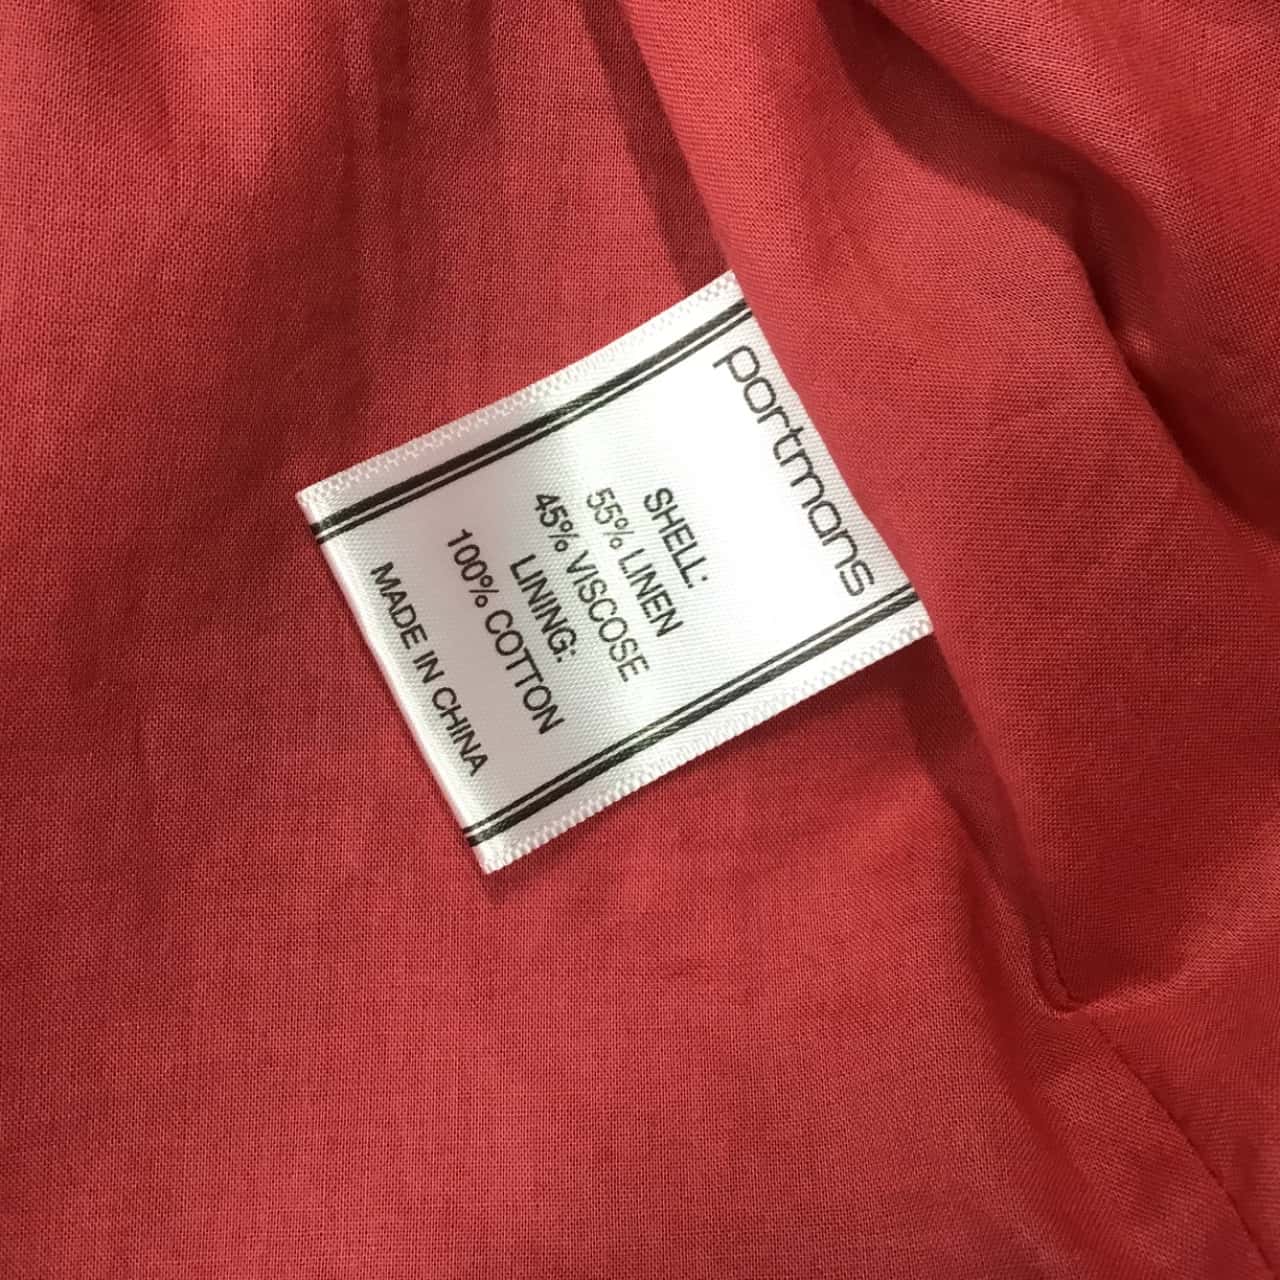 portmans
SHELL:
55% LINEN
45% VISCOSE
LINING:
100% COTTON
MADE IN CHINA